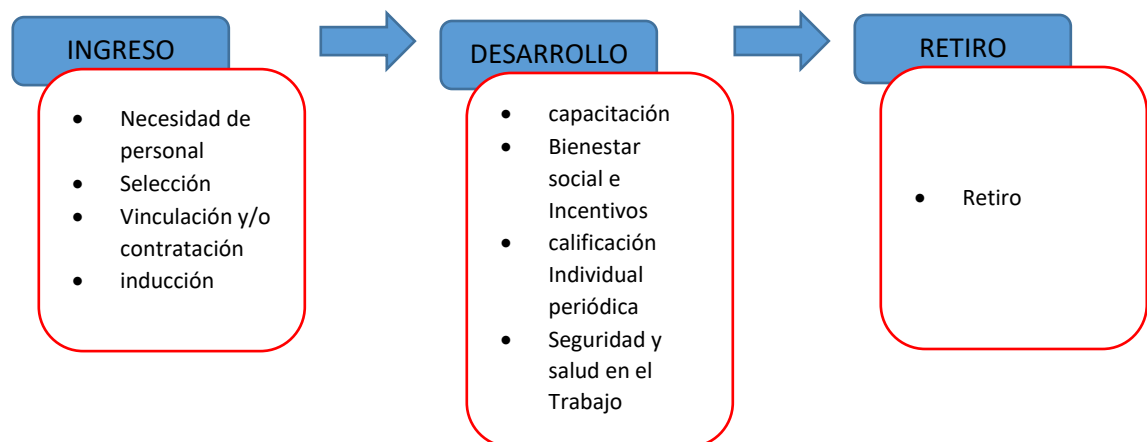 INGRESO
Necesidad de
personal
Selección
Vinculación y/o
contratación
inducción
DESARROLLO
capacitación
Bienestar
social e
Incentivos
calificación
Individual
periódica
Seguridad y
salud en el
Trabajo
RETIRO
Retiro